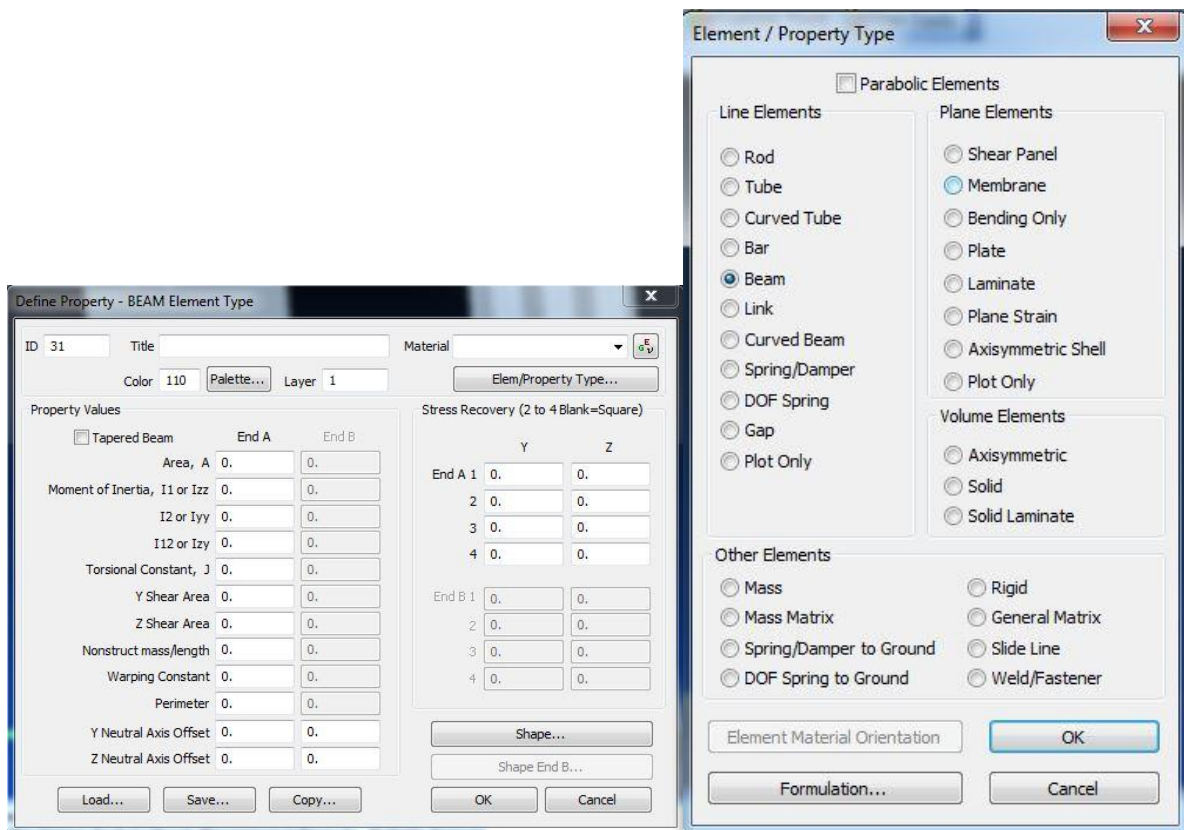 Define Property - BEAM Element Type
X
ID 31 Title Material
Color 110 Palette... Layer 1 Elem/Property Type...
Property Values
Tapered Beam End A End B
Area, A 0. 0.
Moment of Inertia, I1 or Izz 0. 0.
I2 or Iyy 0. 0.
I12 or Izy 0. 0.
Torsional Constant, J 0. 0.
Y Shear Area 0. 0.
Z Shear Area 0. 0.
Nonstruct mass/length 0. 0.
Warping Constant 0. 0.
Perimeter 0. 0.
Y Neutral Axis Offset 0. 0.
Z Neutral Axis Offset 0. 0.
Stress Recovery (2 to 4 Blank=Square)
Y Z
End A 1 0. 0.
2 0. 0.
3 0. 0.
4 0. 0.
End B 1 0. 0.
2 0. 0.
3 0. 0.
4 0. 0.
Shape...
Shape End B...
Load... Save... Copy... OK Cancel
Element / Property Type
X
Parabolic Elements
Line Elements
Rod
Tube
Curved Tube
Bar
Beam
Link
Curved Beam
Spring/Damper
DOF Spring
Gap
Plot Only
Plane Elements
Shear Panel
Membrane
Bending Only
Plate
Laminate
Plane Strain
Axisymmetric Shell
Plot Only
Volume Elements
Axisymmetric
Solid
Solid Laminate
Other Elements
Mass
Mass Matrix
Spring/Damper to Ground
DOF Spring to Ground
Rigid
General Matrix
Slide Line
Weld/Fastener
Element Material Orientation OK
Formulation... Cancel